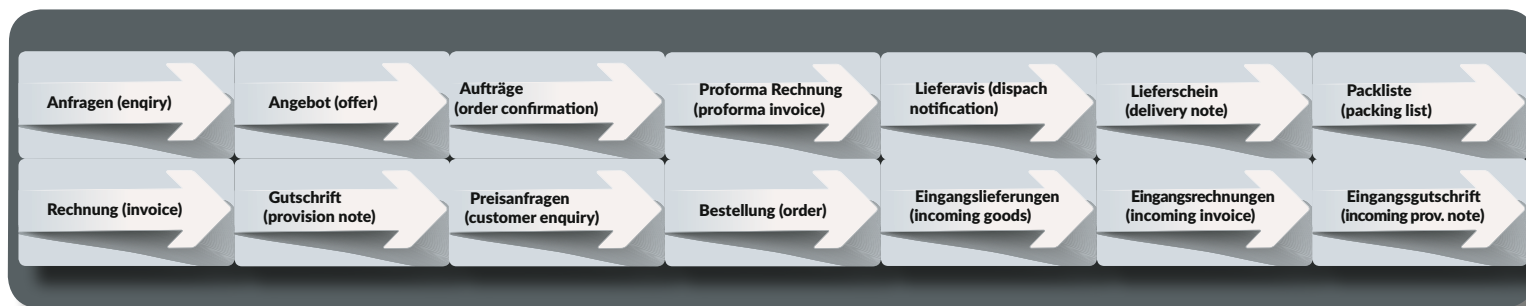 Anfragen (enqiry)
Angebot (offer)
Aufträge
(order confirmation)
Proforma Rechnung
(proforma invoice)
Lieferavis (dispach
notification)
Lieferschein
(delivery note)
Packliste
(packing list)
Rechnung (invoice)
Gutschrift
(provision note)
Preisanfragen
(customer enquiry)
Bestellung (order)
Eingangslieferungen
(incoming goods)
Eingangsrechnungen
(incoming invoice)
Eingangsgutschrift
(incoming prov. note)